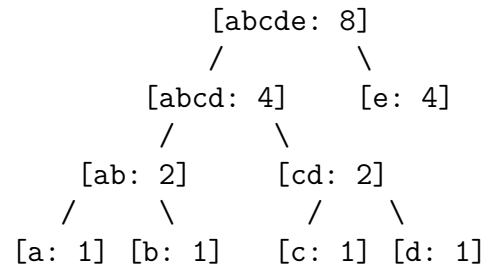 [abcde: 8]
/ \
[abcd: 4] [e: 4]
/ \
[ab: 2] [cd: 2]
/ \ / \
[a: 1] [b: 1] [c: 1] [d: 1]